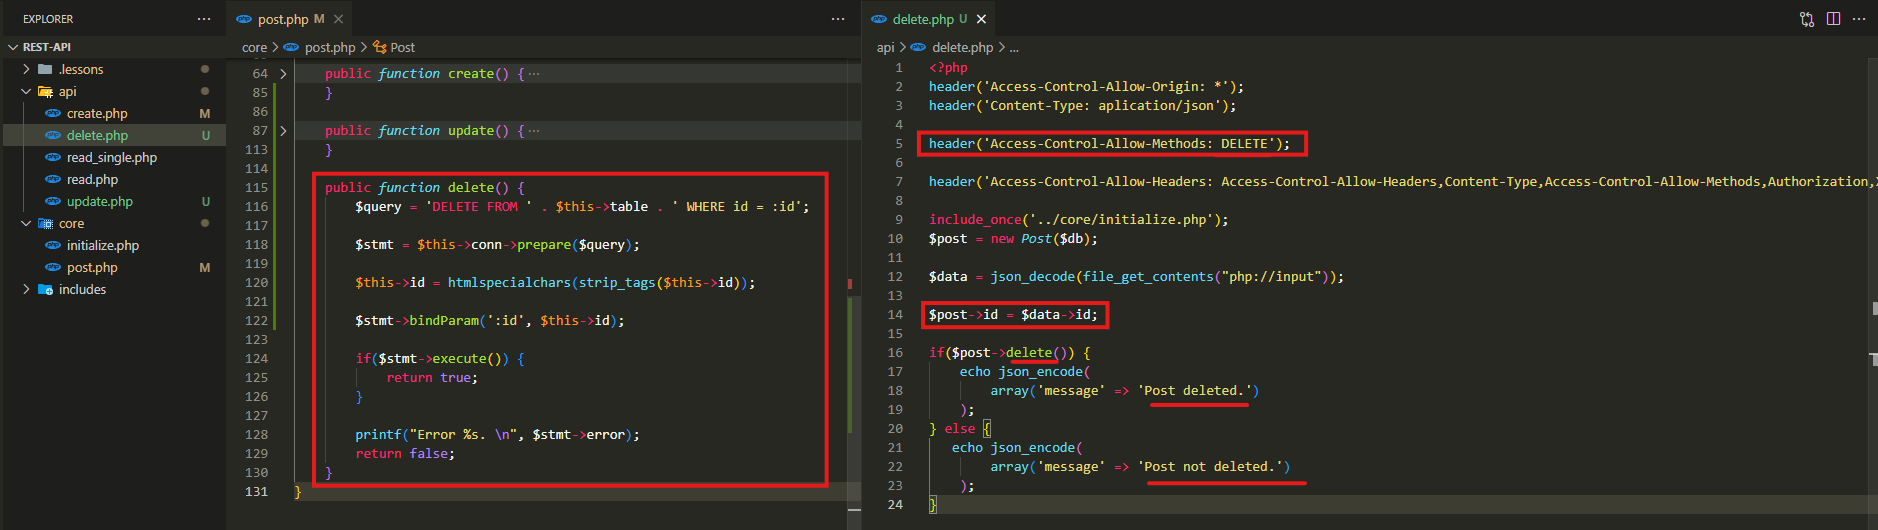 EXPLORER
REST-API
.lessons
api
create.php M
delete.php U
read_single.php
read.php
update.php U
core
initialize.php
post.php M
includes
post.php M
core > post.php > Post
64 public function create() {
85 }
86
87 public function update() {
113 }
114
115 public function delete() {
116 $query = 'DELETE FROM ' . $this->table . ' WHERE id = :id';
117
118 $stmt = $this->conn->prepare($query);
119
120 $this->id = htmlspecialchars(strip_tags($this->id));
121
122 $stmt->bindParam(':id', $this->id);
124 if($stmt->execute()) {
125 return true;
126 }
127
128 printf("Error %s. \n", $stmt->error);
129 return false;
130 }
131 }
delete.php U
api > delete.php > ...
1 <?php
2 header('Access-Control-Allow-Origin: *');
3 header('Content-Type: aplication/json');
4
5 header('Access-Control-Allow-Methods: DELETE');
6
7 header('Access-Control-Allow-Headers: Access-Control-Allow-Headers,Content-Type,Access-Control-Allow-Methods,Authorization,
8
9 include_once('../core/initialize.php');
10 $post = new Post($db);
11
12 $data = json_decode(file_get_contents("php://input"));
13
14 $post->id = $data->id;
15
16 if($post->delete()) {
17 echo json_encode(
18 array('message' => 'Post deleted.')
19 );
20 } else {
21 echo json_encode(
22 array('message' => 'Post not deleted.')
23 );
24 }